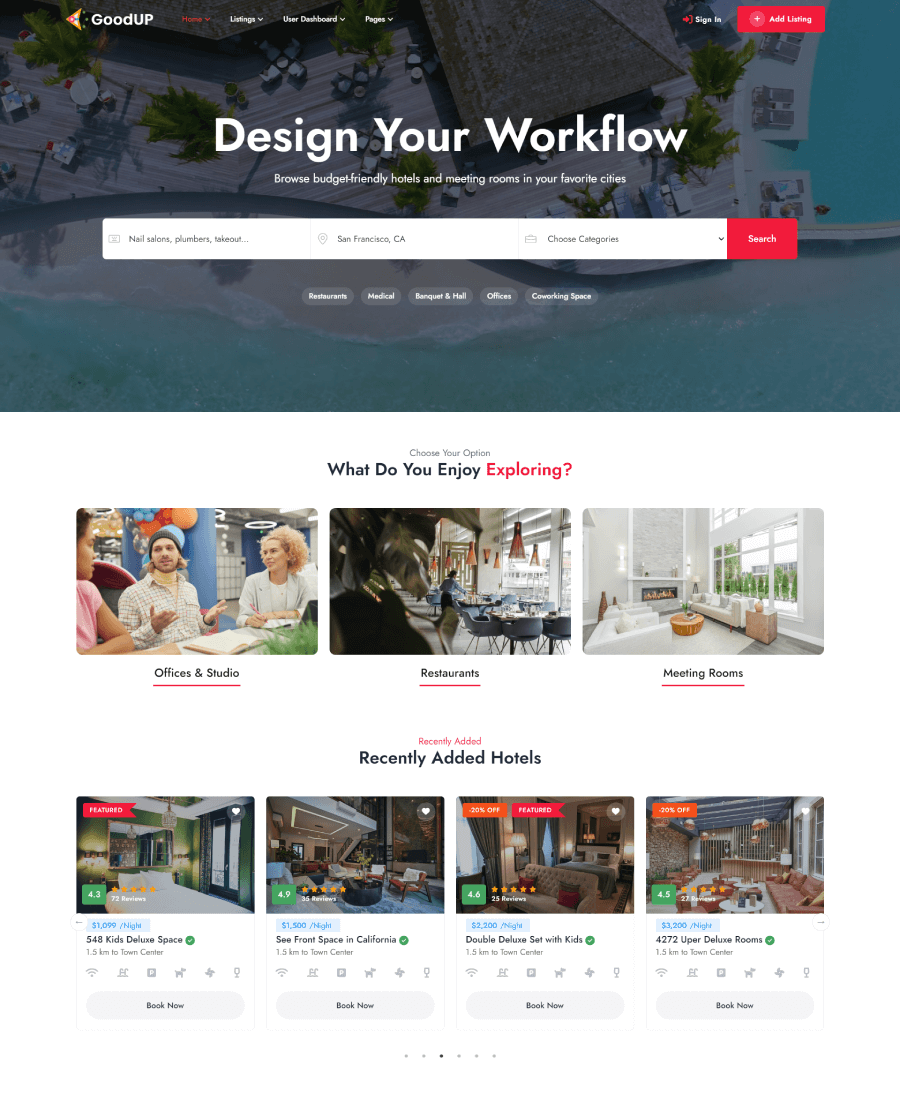 GoodUP
Home
Listings
User Dashboard
Pages
Sign In
Add Listing
Design Your Workflow
Browse budget-friendly hotels and meeting rooms in your favorite cities
Nail salons, plumbers, takeout...
San Francisco, CA
Choose Categories
Search
Restaurants
Medical
Banquet & Hall
Offices
Coworking Space
Choose Your Option
What Do You Enjoy Exploring?
Offices & Studio
Restaurants
Meeting Rooms
Recently Added
Recently Added Hotels
FEATURED
4.3
72 Reviews
$1,099 /Night
548 Kids Deluxe Space
1.5 km to Town Center
Book Now
4.9
35 Reviews
$1,500 /Night
See Front Space in California
1.5 km to Town Center
Book Now
-20% OFF
FEATURED
4.6
25 Reviews
$2,200 /Night
Double Deluxe Set with Kids
1.5 km to Town Center
Book Now
-20% OFF
4.5
27 Reviews
$3,200 /Night
4272 Uper Deluxe Rooms
1.5 km to Town Center
Book Now